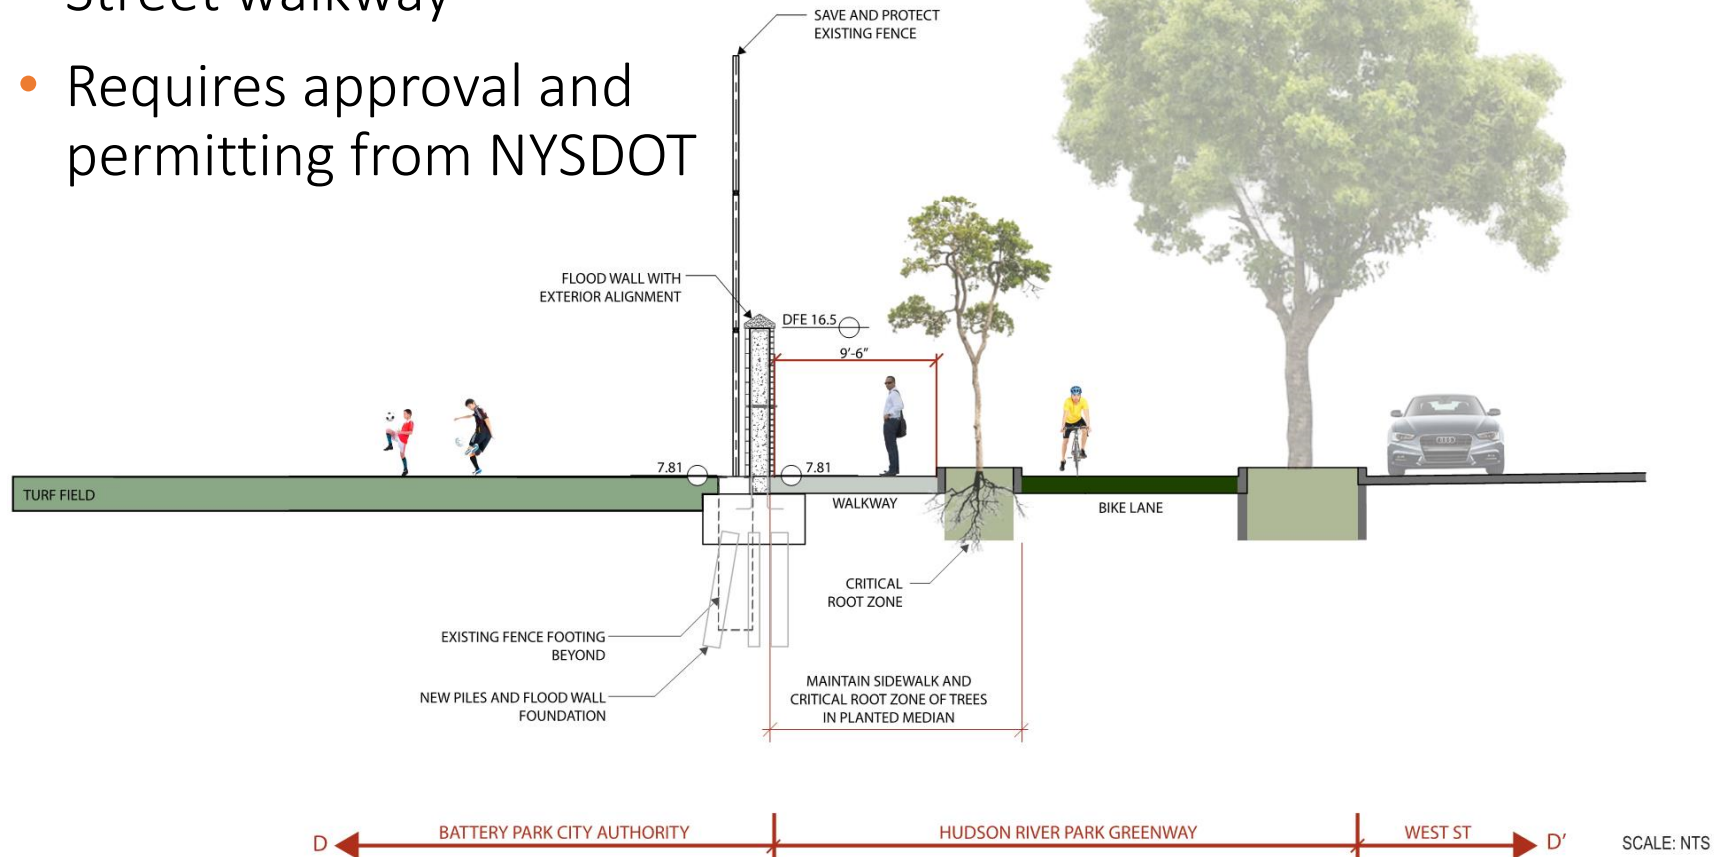 Street walkway
• Requires approval and
permitting from NYSDOT
SAVE AND PROTECT
EXISTING FENCE
FLOOD WALL WITH
EXTERIOR ALIGNMENT
DFE 16.5
9'-6"
7.81
7.81
TURF FIELD
WALKWAY
BIKE LANE
CRITICAL
ROOT ZONE
EXISTING FENCE FOOTING
BEYOND
NEW PILES AND FLOOD WALL
FOUNDATION
MAINTAIN SIDEWALK AND
CRITICAL ROOT ZONE OF TREES
IN PLANTED MEDIAN
D
BATTERY PARK CITY AUTHORITY
HUDSON RIVER PARK GREENWAY
WEST ST
D'
SCALE: NTS